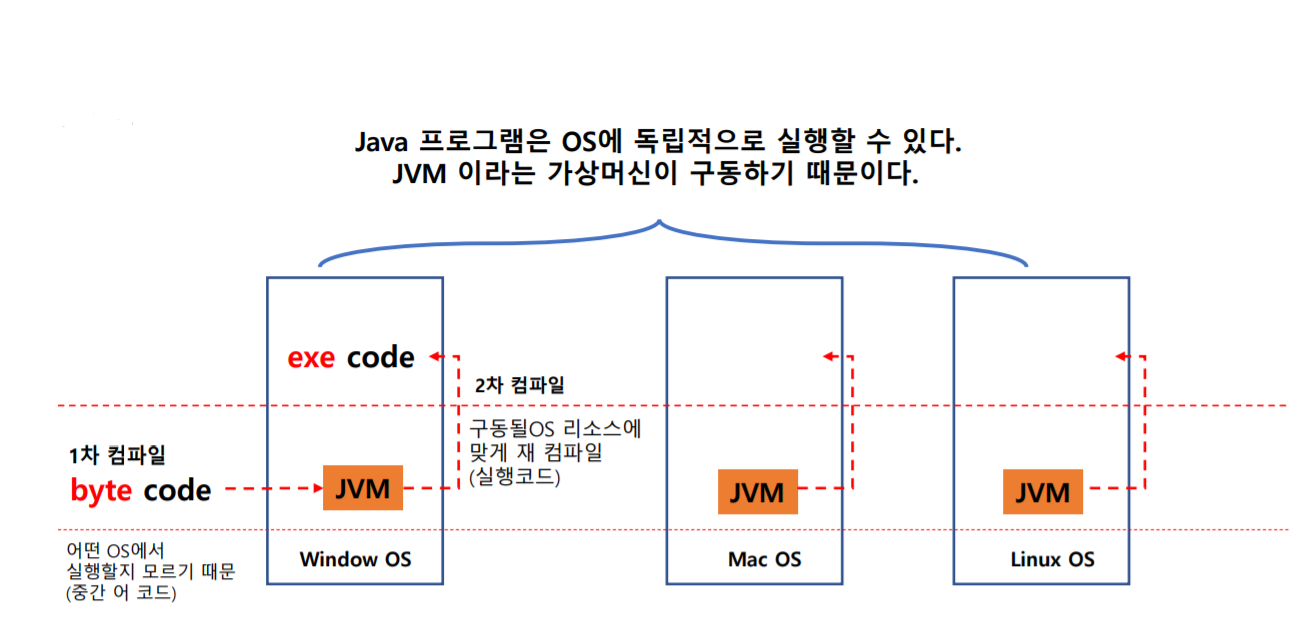 Java 프로그램은 OS에 독립적으로 실행할 수 있다.
JVM 이라는 가상머신이 구동하기 때문이다.
exe code
2차 컴파일
구동될OS 리소스에
맞게 재 컴파일
(실행코드)
1차 컴파일
byte code
JVM
JVM
JVM
어떤 OS에서
실행할지 모르기 때문
(중간 어 코드)
Window OS
Mac OS
Linux OS